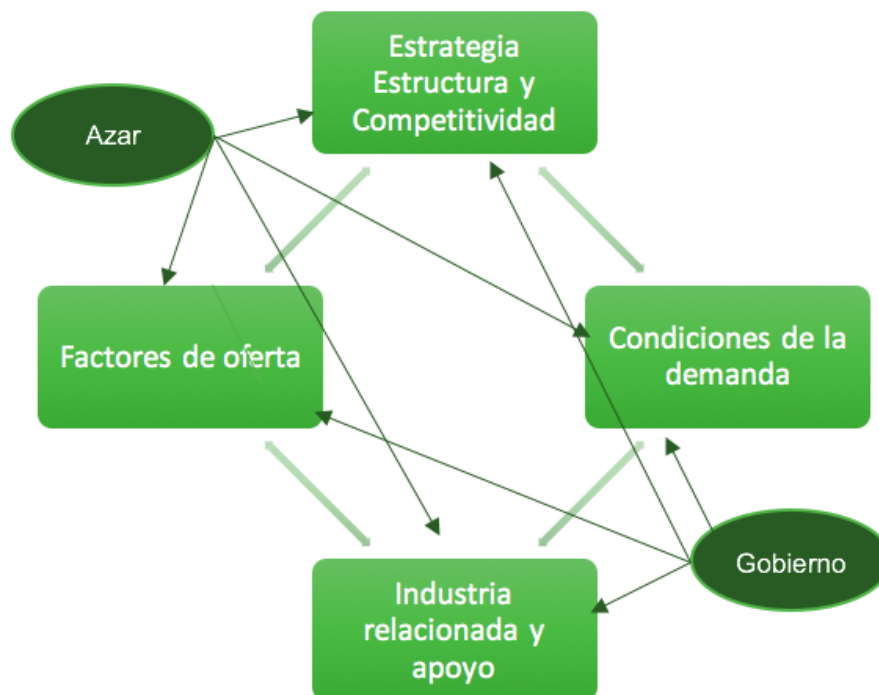 Estrategia
Estructura y
Competitividad
Azar
Factores de oferta
Condiciones de la
demanda
Gobierno
Industria
relacionada y
apoyo